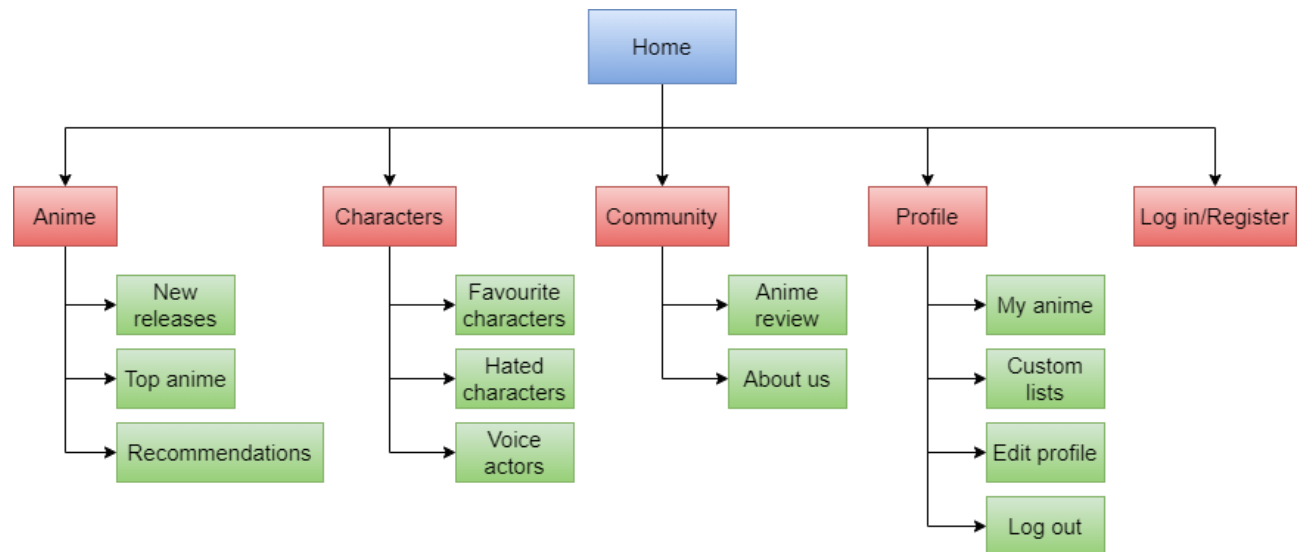 Home
Anime
Characters
Community
Profile
Log in/Register
New
releases
Top anime
Recommendations
Favourite
characters
Hated
characters
Voice
actors
Anime
review
About us
My anime
Custom
lists
Edit profile
Log out